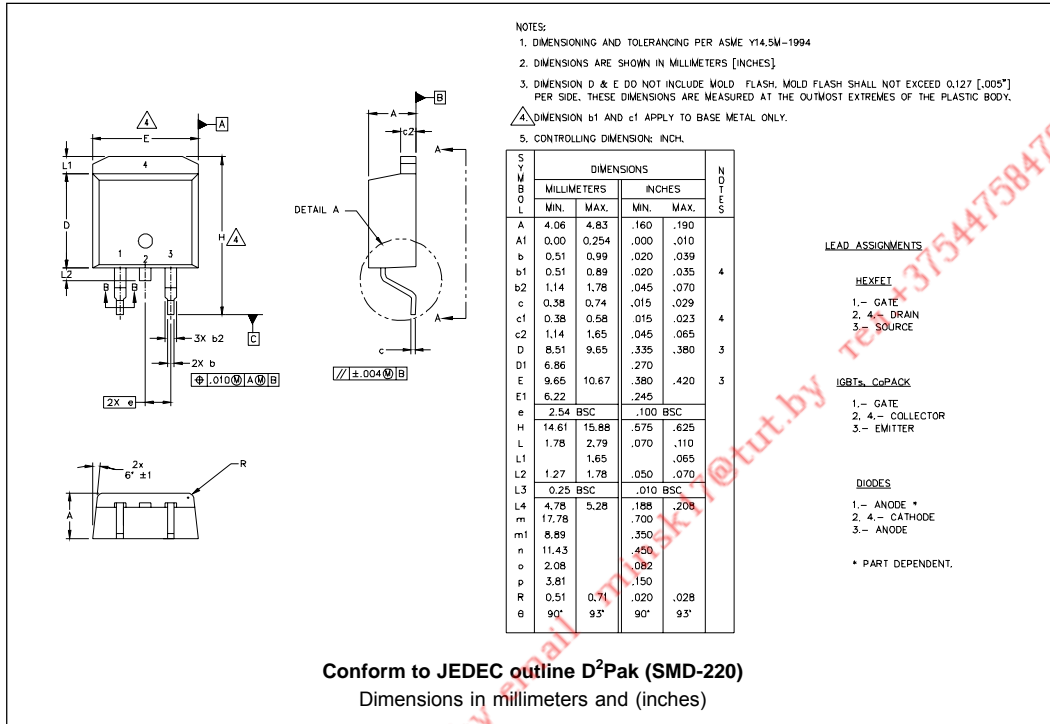 NOTES:
1. DIMENSIONING AND TOLERANCING PER ASME Y14.5M-1994
2. DIMENSIONS ARE SHOWN IN MILLIMETERS [INCHES].
3. DIMENSION D & E DO NOT INCLUDE MOLD FLASH. MOLD FLASH SHALL NOT EXCEED 0.127 [.005"]
PER SIDE. THESE DIMENSIONS ARE MEASURED AT THE OUTMOST EXTREMES OF THE PLASTIC BODY.
4. DIMENSION b1 AND c1 APPLY TO BASE METAL ONLY.
5. CONTROLLING DIMENSION: INCH.
4
A
E
L1
4
D
H 4
1 2 3
L2
B B
C
3X b2
2X b
⌖ .010 Ⓜ A Ⓜ B
2X e
B
A
c2
A
DETAIL A
A
c
// ±.004 Ⓜ B
2x
6° ±1
R
A
SYMBOL DIMENSIONS NOTES
MILLIMETERS INCHES
MIN. MAX. MIN. MAX.
A 4.06 4.83 .160 .190
A1 0.00 0.254 .000 .010
b 0.51 0.99 .020 .039
b1 0.51 0.89 .020 .035 4
b2 1.14 1.78 .045 .070
c 0.38 0.74 .015 .029
c1 0.38 0.58 .015 .023 4
c2 1.14 1.65 .045 .065
D 8.51 9.65 .335 .380 3
D1 6.86 .270
E 9.65 10.67 .380 .420 3
E1 6.22 .245
e 2.54 BSC .100 BSC
H 14.61 15.88 .575 .625
L 1.78 2.79 .070 .110
L1 1.65 .065
L2 1.27 1.78 .050 .070
L3 0.25 BSC .010 BSC
L4 4.78 5.28 .188 .208
m 17.78 .700
m1 8.89 .350
n 11.43 .450
o 2.08 .082
p 3.81 .150
R 0.51 0.71 .020 .028
θ 90° 93° 90° 93°
LEAD ASSIGNMENTS
HEXFET
1.- GATE
2, 4.- DRAIN
3.- SOURCE
IGBTs, CoPACK
1.- GATE
2, 4.- COLLECTOR
3.- EMITTER
DIODES
1.- ANODE *
2, 4.- CATHODE
3.- ANODE
* PART DEPENDENT.
Conform to JEDEC outline D²Pak (SMD-220)
Dimensions in millimeters and (inches)
by email minsk17@tut.by тел +3754475847